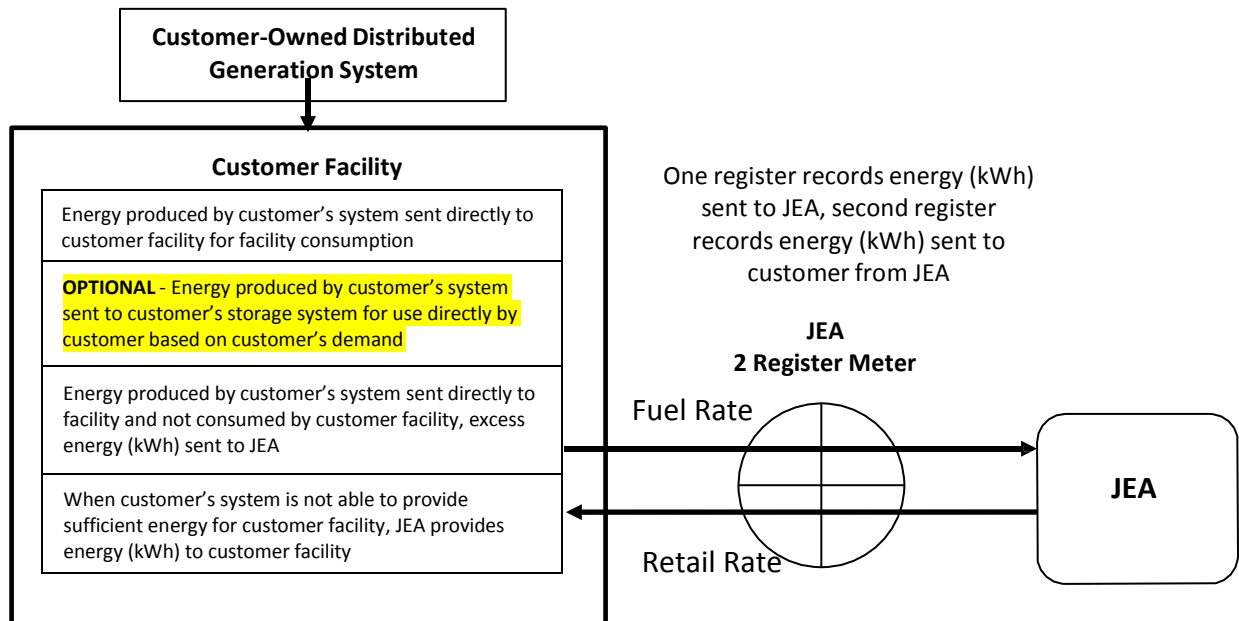 Customer-Owned Distributed
Generation System
Customer Facility
Energy produced by customer’s system sent directly to
customer facility for facility consumption
OPTIONAL - Energy produced by customer’s system
sent to customer’s storage system for use directly by
customer based on customer’s demand
Energy produced by customer’s system sent directly to
facility and not consumed by customer facility, excess
energy (kWh) sent to JEA
When customer’s system is not able to provide
sufficient energy for customer facility, JEA provides
energy (kWh) to customer facility
One register records energy (kWh)
sent to JEA, second register
records energy (kWh) sent to
customer from JEA
JEA
2 Register Meter
Fuel Rate
Retail Rate
JEA